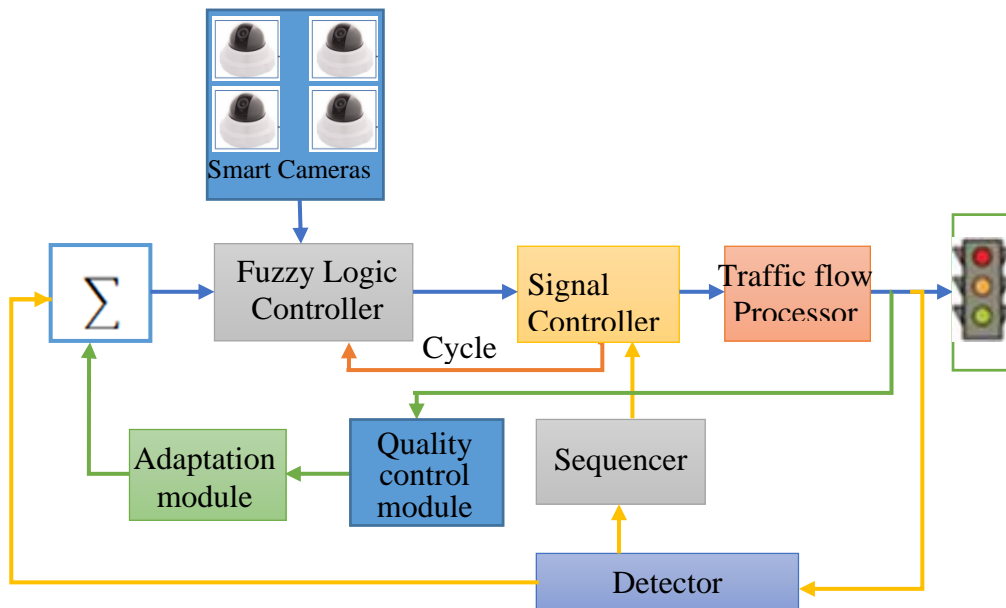 Smart Cameras
∑
Fuzzy Logic
Controller
Signal
Controller
Traffic flow
Processor
Cycle
Adaptation
module
Quality
control
module
Sequencer
Detector